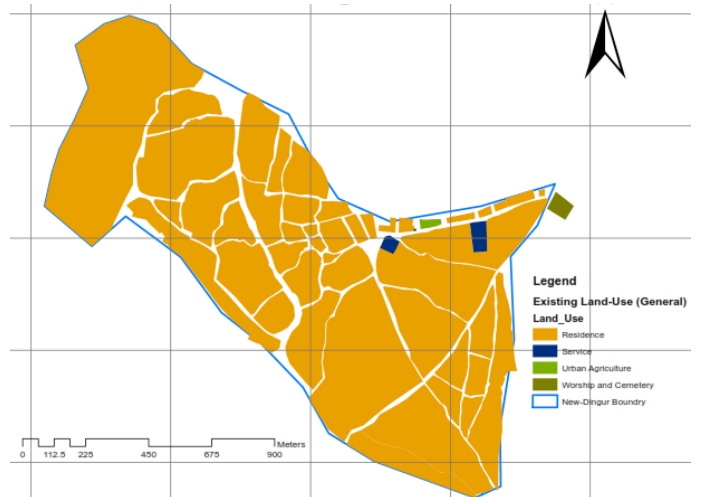 Legend
Existing Land-Use (General)
Land_Use
Residence
Service
Urban Agriculture
Worship and Cemetery
New-Dingur Boundry
Meters
0 112.5 225 450 675 900